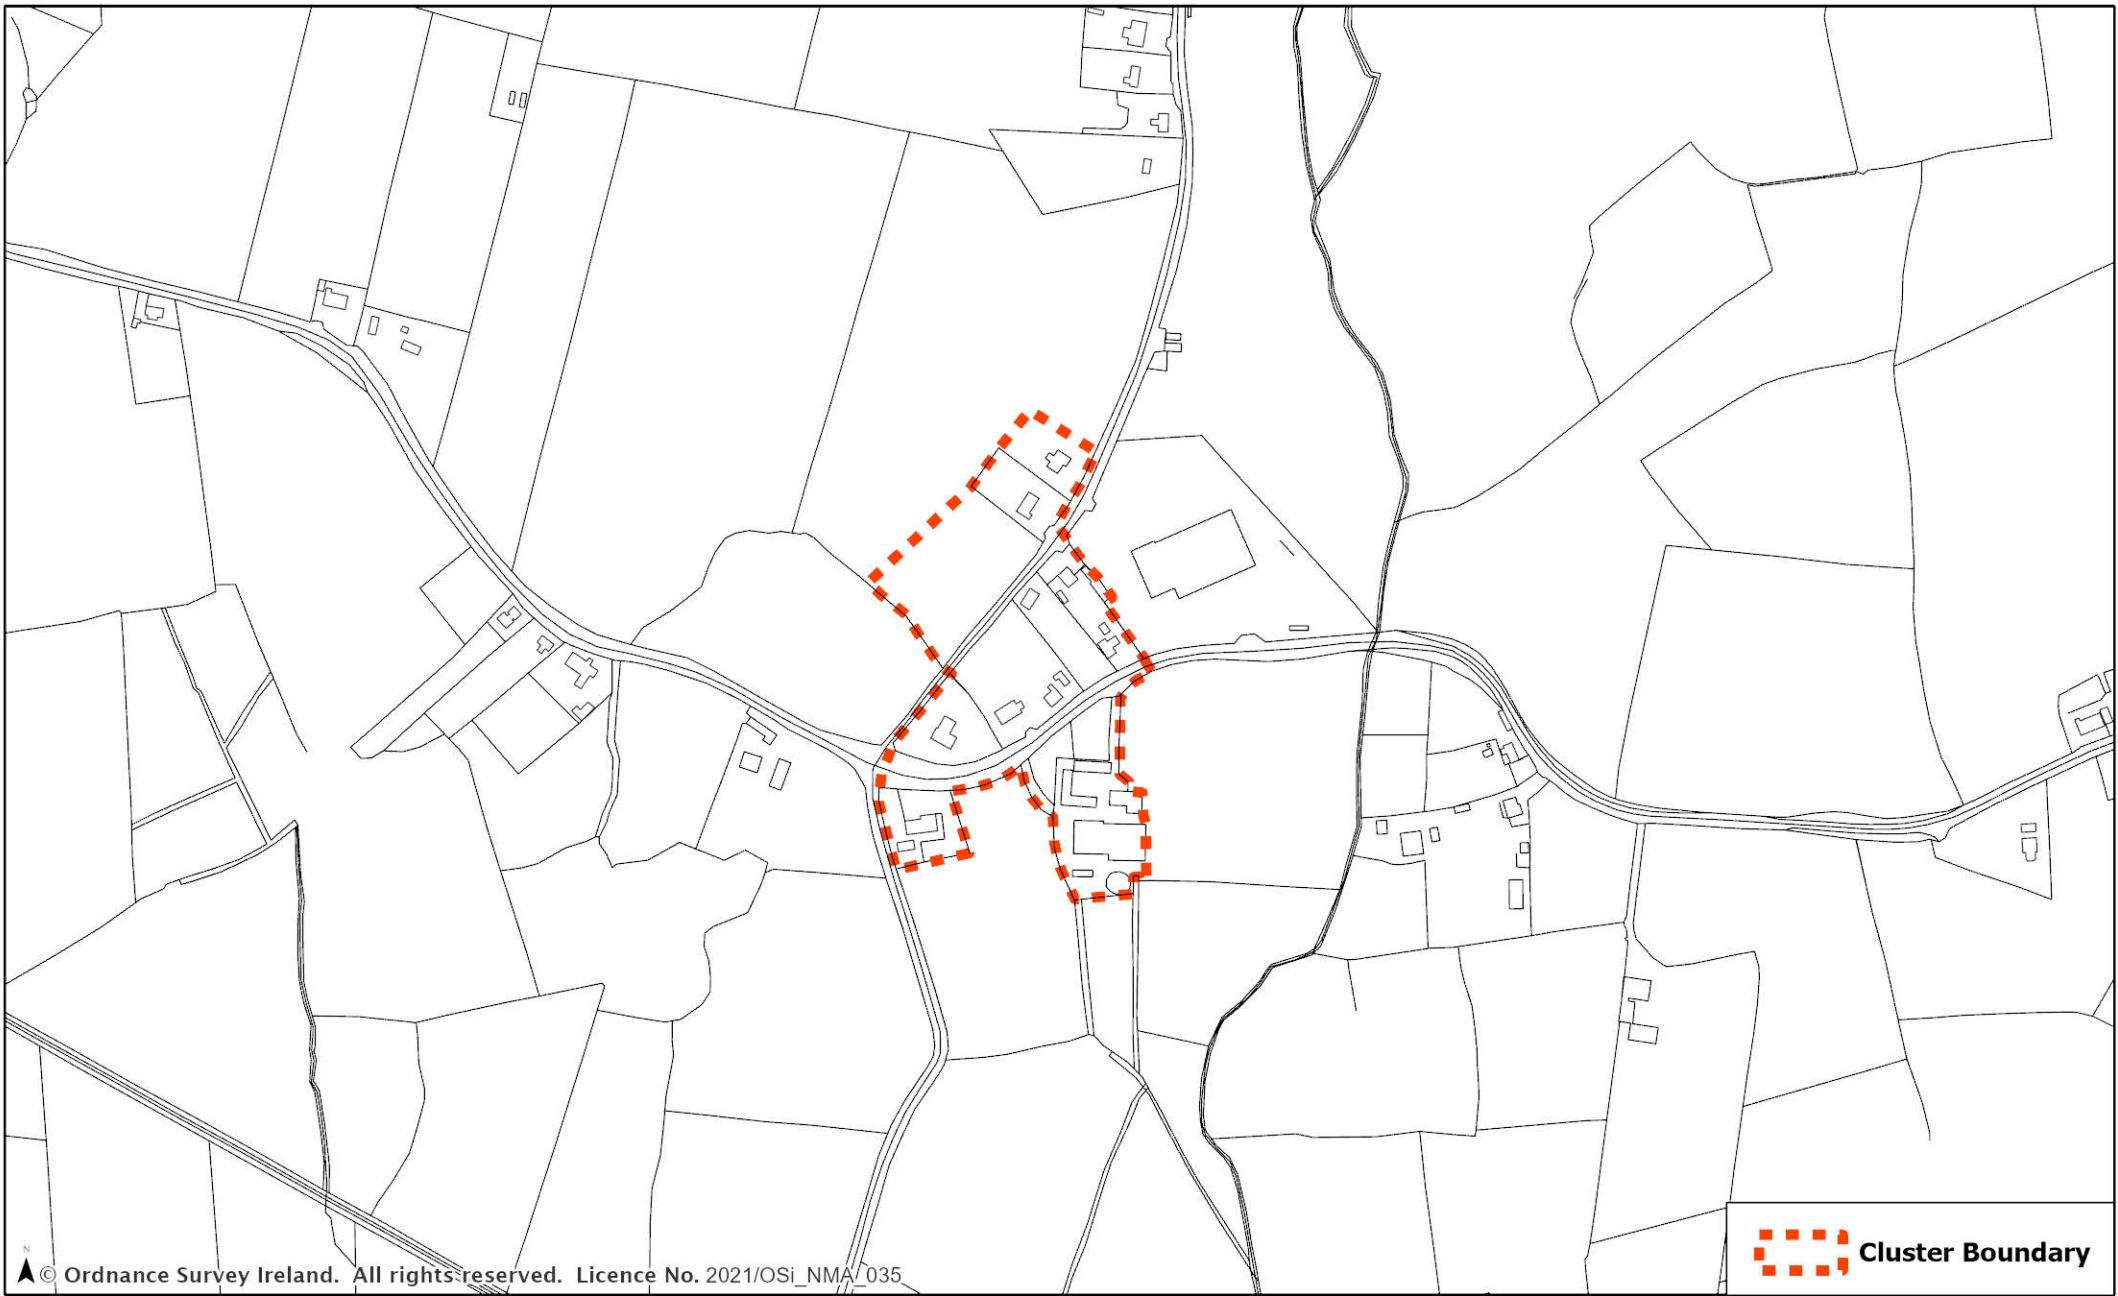 N
© Ordnance Survey Ireland. All rights reserved. Licence No. 2021/OSi_NMA_035
Cluster Boundary